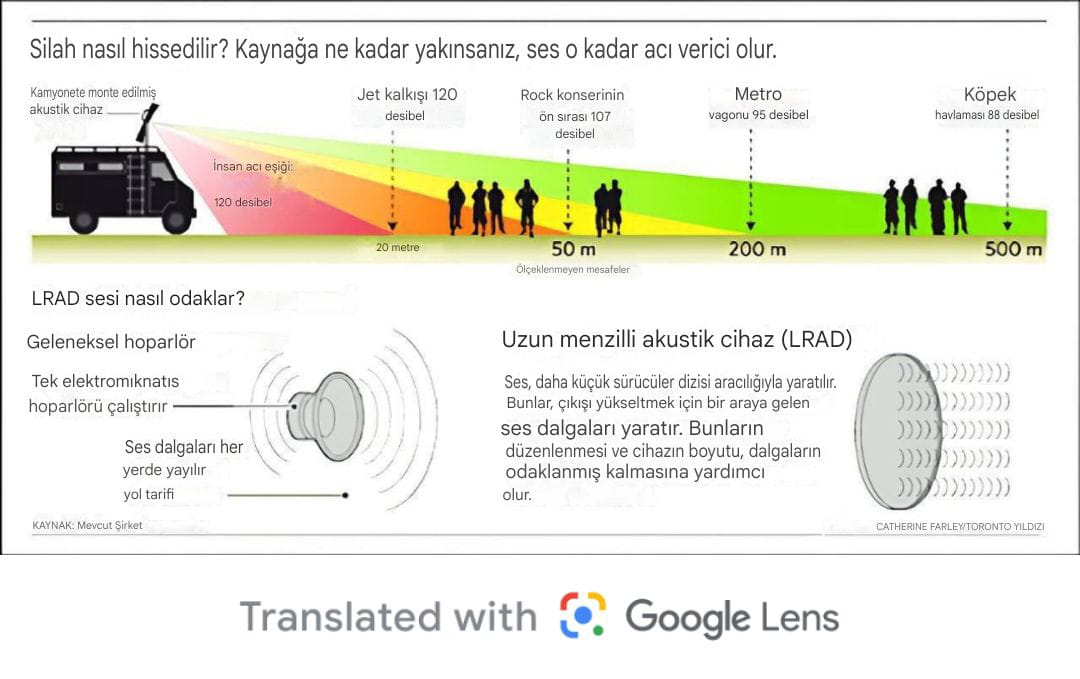 Silah nasıl hissedilir? Kaynağa ne kadar yakınsanız, ses o kadar acı verici olur.
Kamyonete monte edilmiş
akustik cihaz
Jet kalkışı 120
desibel
Rock konserinin
ön sırası 107
desibel
Metro
vagonu 95 desibel
Köpek
havlaması 88 desibel
İnsan acı eşiği:
120 desibel
20 metre
50 m
200 m
500 m
Ölçeklenmeyen mesafeler
LRAD sesi nasıl odaklar?
Geleneksel hoparlör
Tek elektromıknatıs
hoparlörü çalıştırır
Ses dalgaları her
yerde yayılır
yol tarifi
Uzun menzilli akustik cihaz (LRAD)
Ses, daha küçük sürücüler dizisi aracılığıyla yaratılır.
Bunlar, çıkışı yükseltmek için bir araya gelen
ses dalgaları yaratır. Bunların
düzenlenmesi ve cihazın boyutu, dalgaların
odaklanmış kalmasına yardımcı
olur.
KAYNAK: Mevcut Şirket
CATHERINE FARLEY/TORONTO YILDIZI
Translated with Google Lens